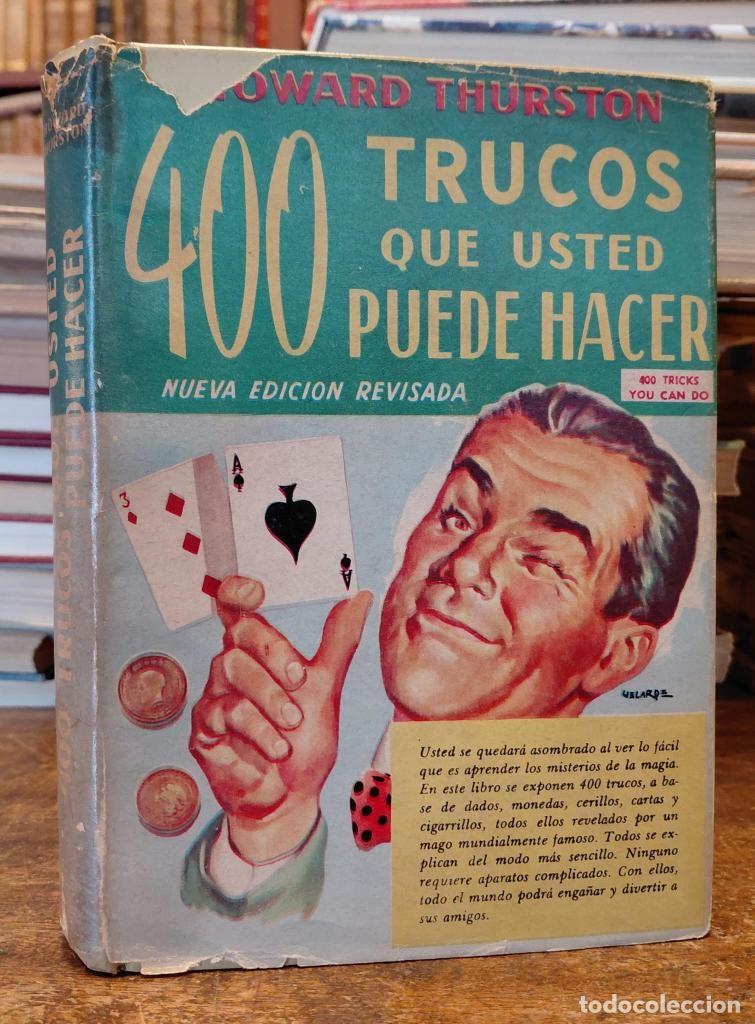 HOWARD THURSTON
400 TRUCOS
QUE USTED
PUEDE HACER
NUEVA EDICION REVISADA
400 TRICKS
YOU CAN DO
3
A
A
VELARDE
Usted se quedará asombrado al ver lo fácil
que es aprender los misterios de la magia.
En este libro se exponen 400 trucos, a ba-
se de dados, monedas, cerillos, cartas y
cigarrillos, todos ellos revelados por un
mago mundialmente famoso. Todos se ex-
plican del modo más sencillo. Ninguno
requiere aparatos complicados. Con ellos,
todo el mundo podrá engañar y divertir a
sus amigos.
HOWARD
THURSTON
400 TRUCOS
USTED
PUEDE HACER
todocoleccion